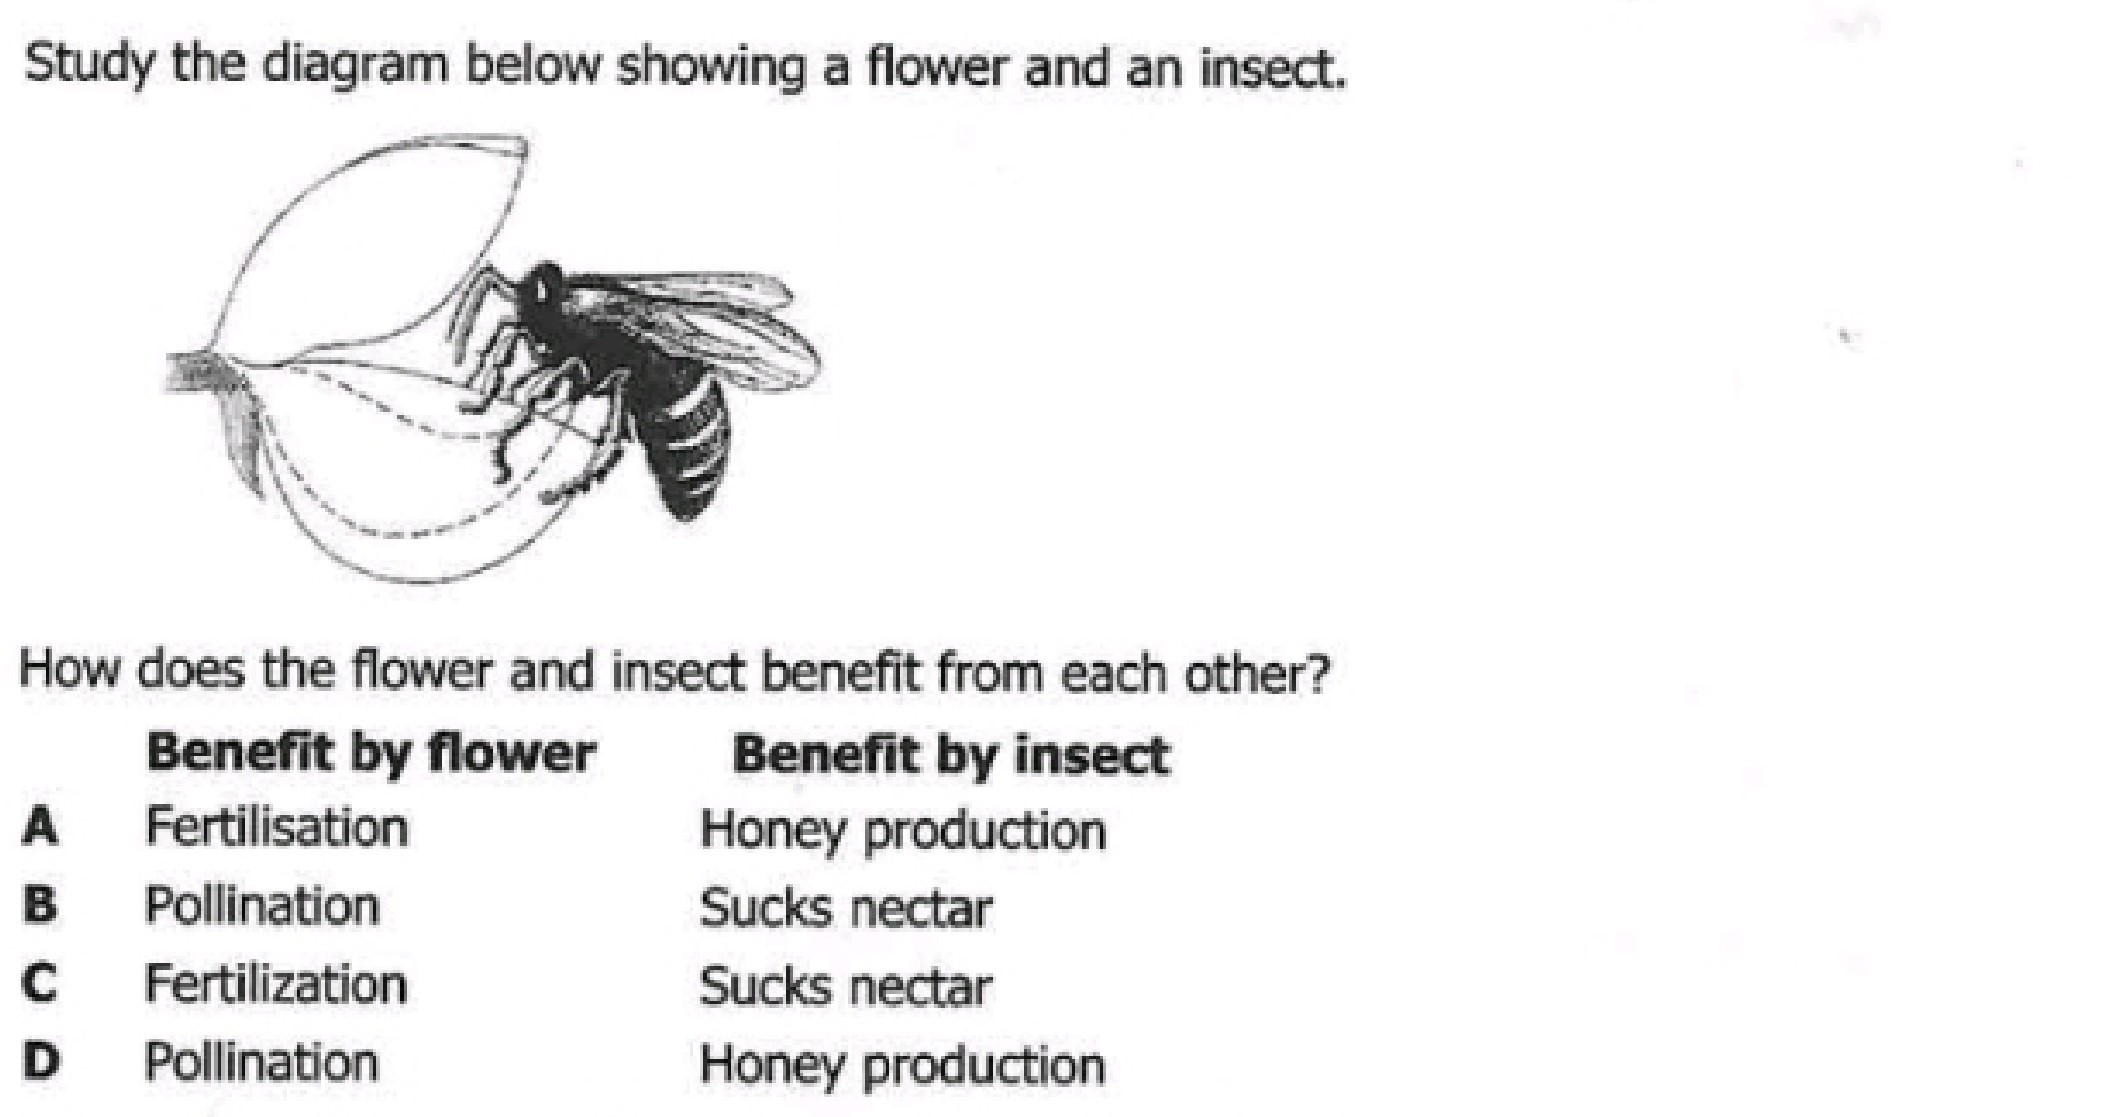 Study the diagram below showing a flower and an insect.
How does the flower and insect benefit from each other?
Benefit by flower Benefit by insect
A Fertilisation Honey production
B Pollination Sucks nectar
C Fertilization Sucks nectar
D Pollination Honey production